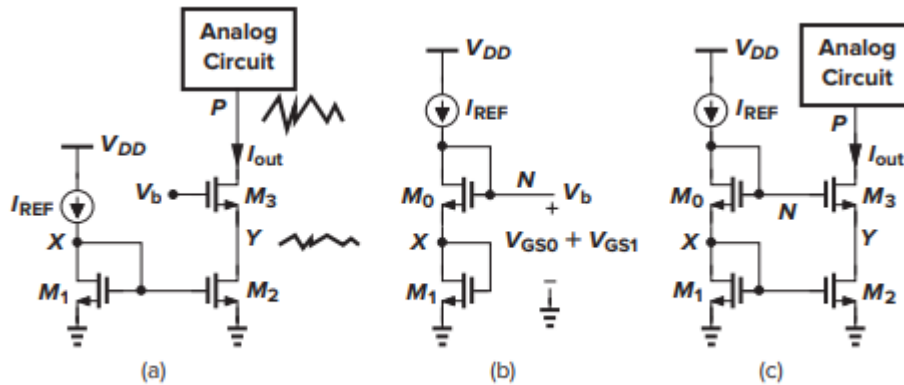 Analog
Circuit
P
V_DD
I_out
V_b
M_3
I_REF
X
Y
M_1
M_2
(a)
V_DD
I_REF
N
V_b
M_0
+
X
V_GS0 + V_GS1
M_1
−
(b)
Analog
Circuit
V_DD
P
I_REF
I_out
M_0
N
M_3
X
Y
M_1
M_2
(c)